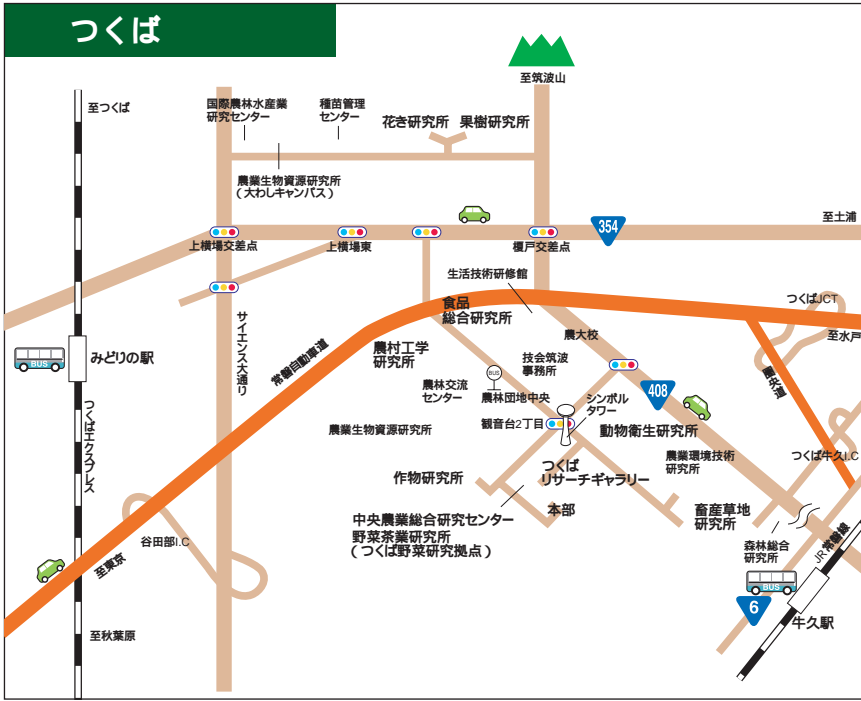 つくば
至筑波山
至つくば
国際農林水産業
研究センター
種苗管理
センター
花き研究所
果樹研究所
農業生物資源研究所
(大わしキャンパス)
至土浦
354
上横場交差点
上横場東
榎戸交差点
生活技術研修館
つくばJCT
食品
総合研究所
至水戸
農大校
サイエンス大通り
常磐自動車道
農村工学
研究所
技会筑波
事務所
圏央道
みどりの駅
BUS
BUS
農林交流
センター
農林団地中央
シンボル
タワー
408
つくばエクスプレス
農業生物資源研究所
観音台2丁目
動物衛生研究所
農業環境技術
研究所
つくば牛久I.C
作物研究所
つくば
リサーチギャラリー
本部
畜産草地
研究所
中央農業総合研究センター
野菜茶業研究所
(つくば野菜研究拠点)
谷田部I.C
至東京
森林総合
研究所
JR常磐線
BUS
6
牛久駅
至秋葉原